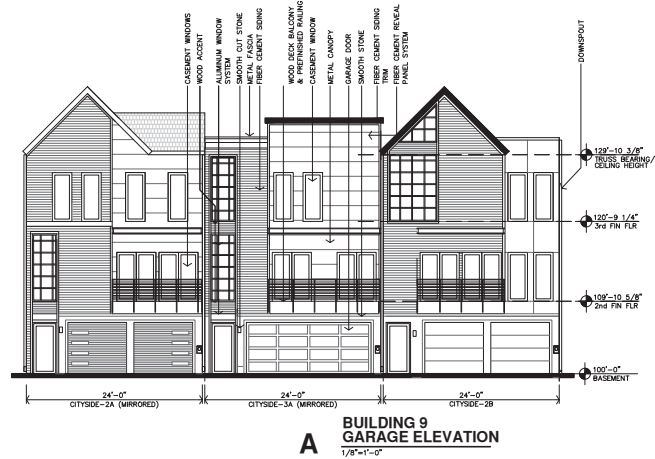 CASEMENT WINDOWS
WOOD ACCENT
ALUMINUM WINDOW
SYSTEM
SMOOTH CUT STONE
METAL FASCIA
FIBER CEMENT SIDING
WOOD DECK BALCONY
& PREFINISHED RAILING
CASEMENT WINDOW
METAL CANOPY
GARAGE DOOR
SMOOTH STONE
FIBER CEMENT SIDING
TRIM
FIBER CEMENT REVEAL
PANEL SYSTEM
DOWNSPOUT
129'-10 3/8"
TRUSS BEARING/
CEILING HEIGHT
120'-9 1/4"
3rd FIN FLR
109'-10 5/8"
2nd FIN FLR
100'-0"
BASEMENT
24'-0"
CITYSIDE-2A (MIRRORED)
24'-0"
CITYSIDE-3A (MIRRORED)
24'-0"
CITYSIDE-2B
A
BUILDING 9
GARAGE ELEVATION
1/8"=1'-0"